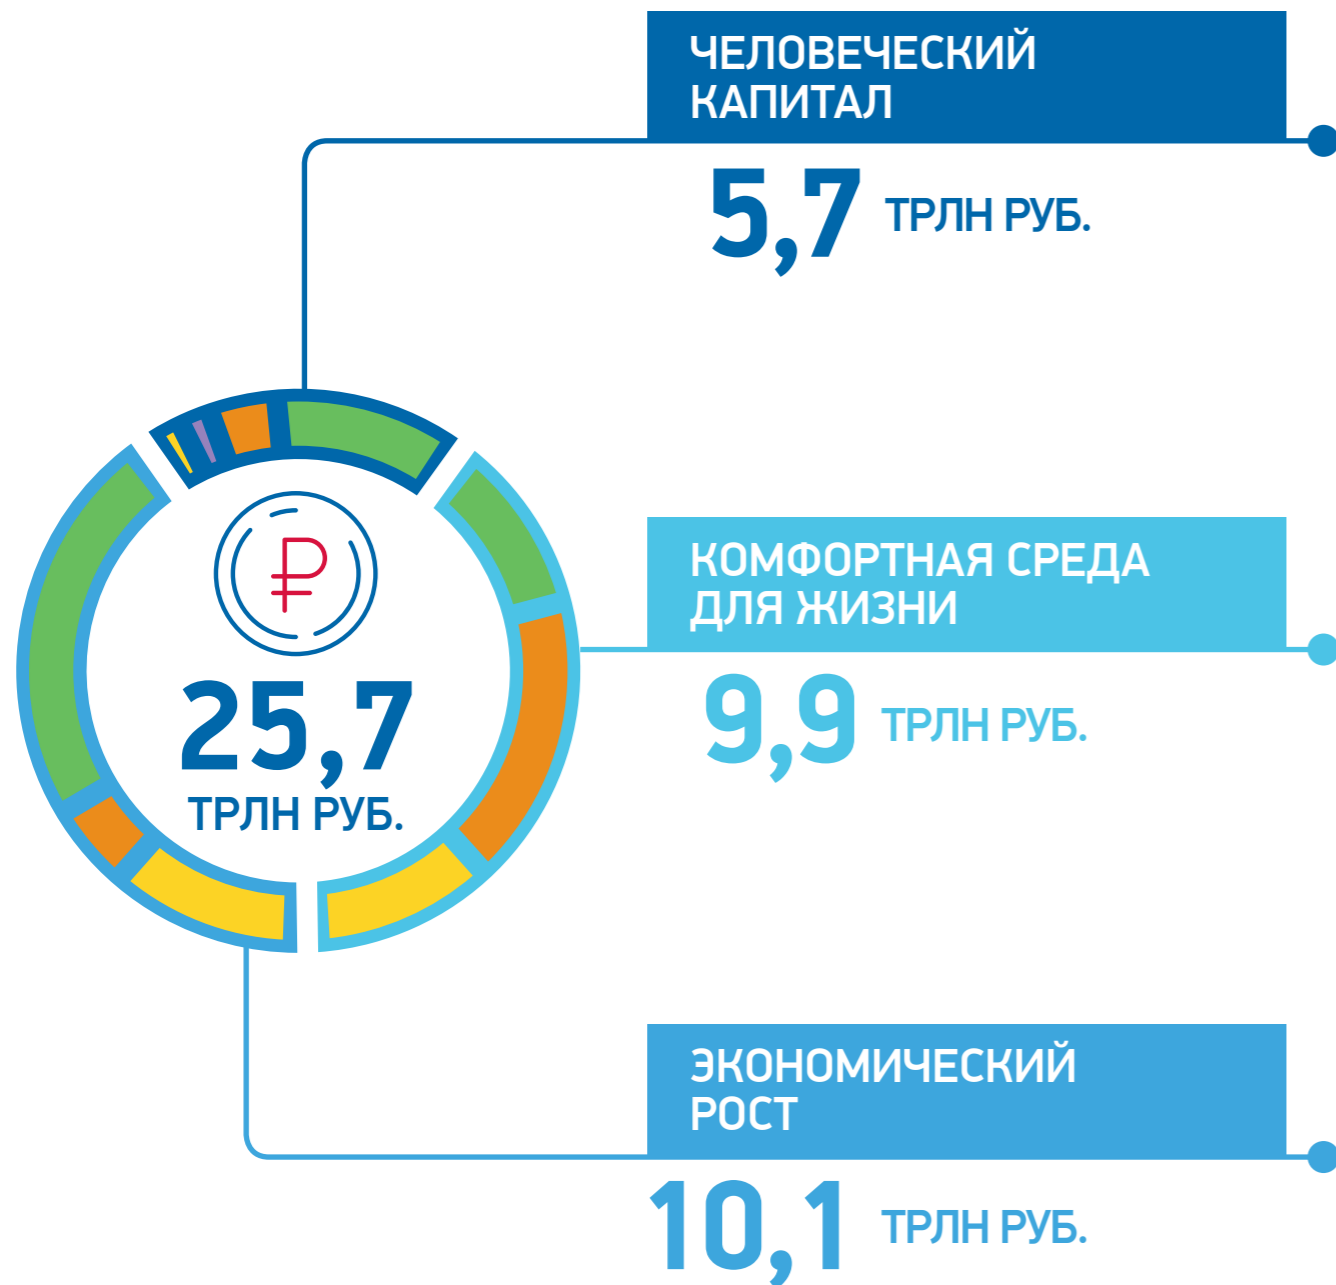 ЧЕЛОВЕЧЕСКИЙ
КАПИТАЛ
5,7 ТРЛН РУБ.
25,7
ТРЛН РУБ.
КОМФОРТНАЯ СРЕДА
ДЛЯ ЖИЗНИ
9,9 ТРЛН РУБ.
ЭКОНОМИЧЕСКИЙ
РОСТ
10,1 ТРЛН РУБ.